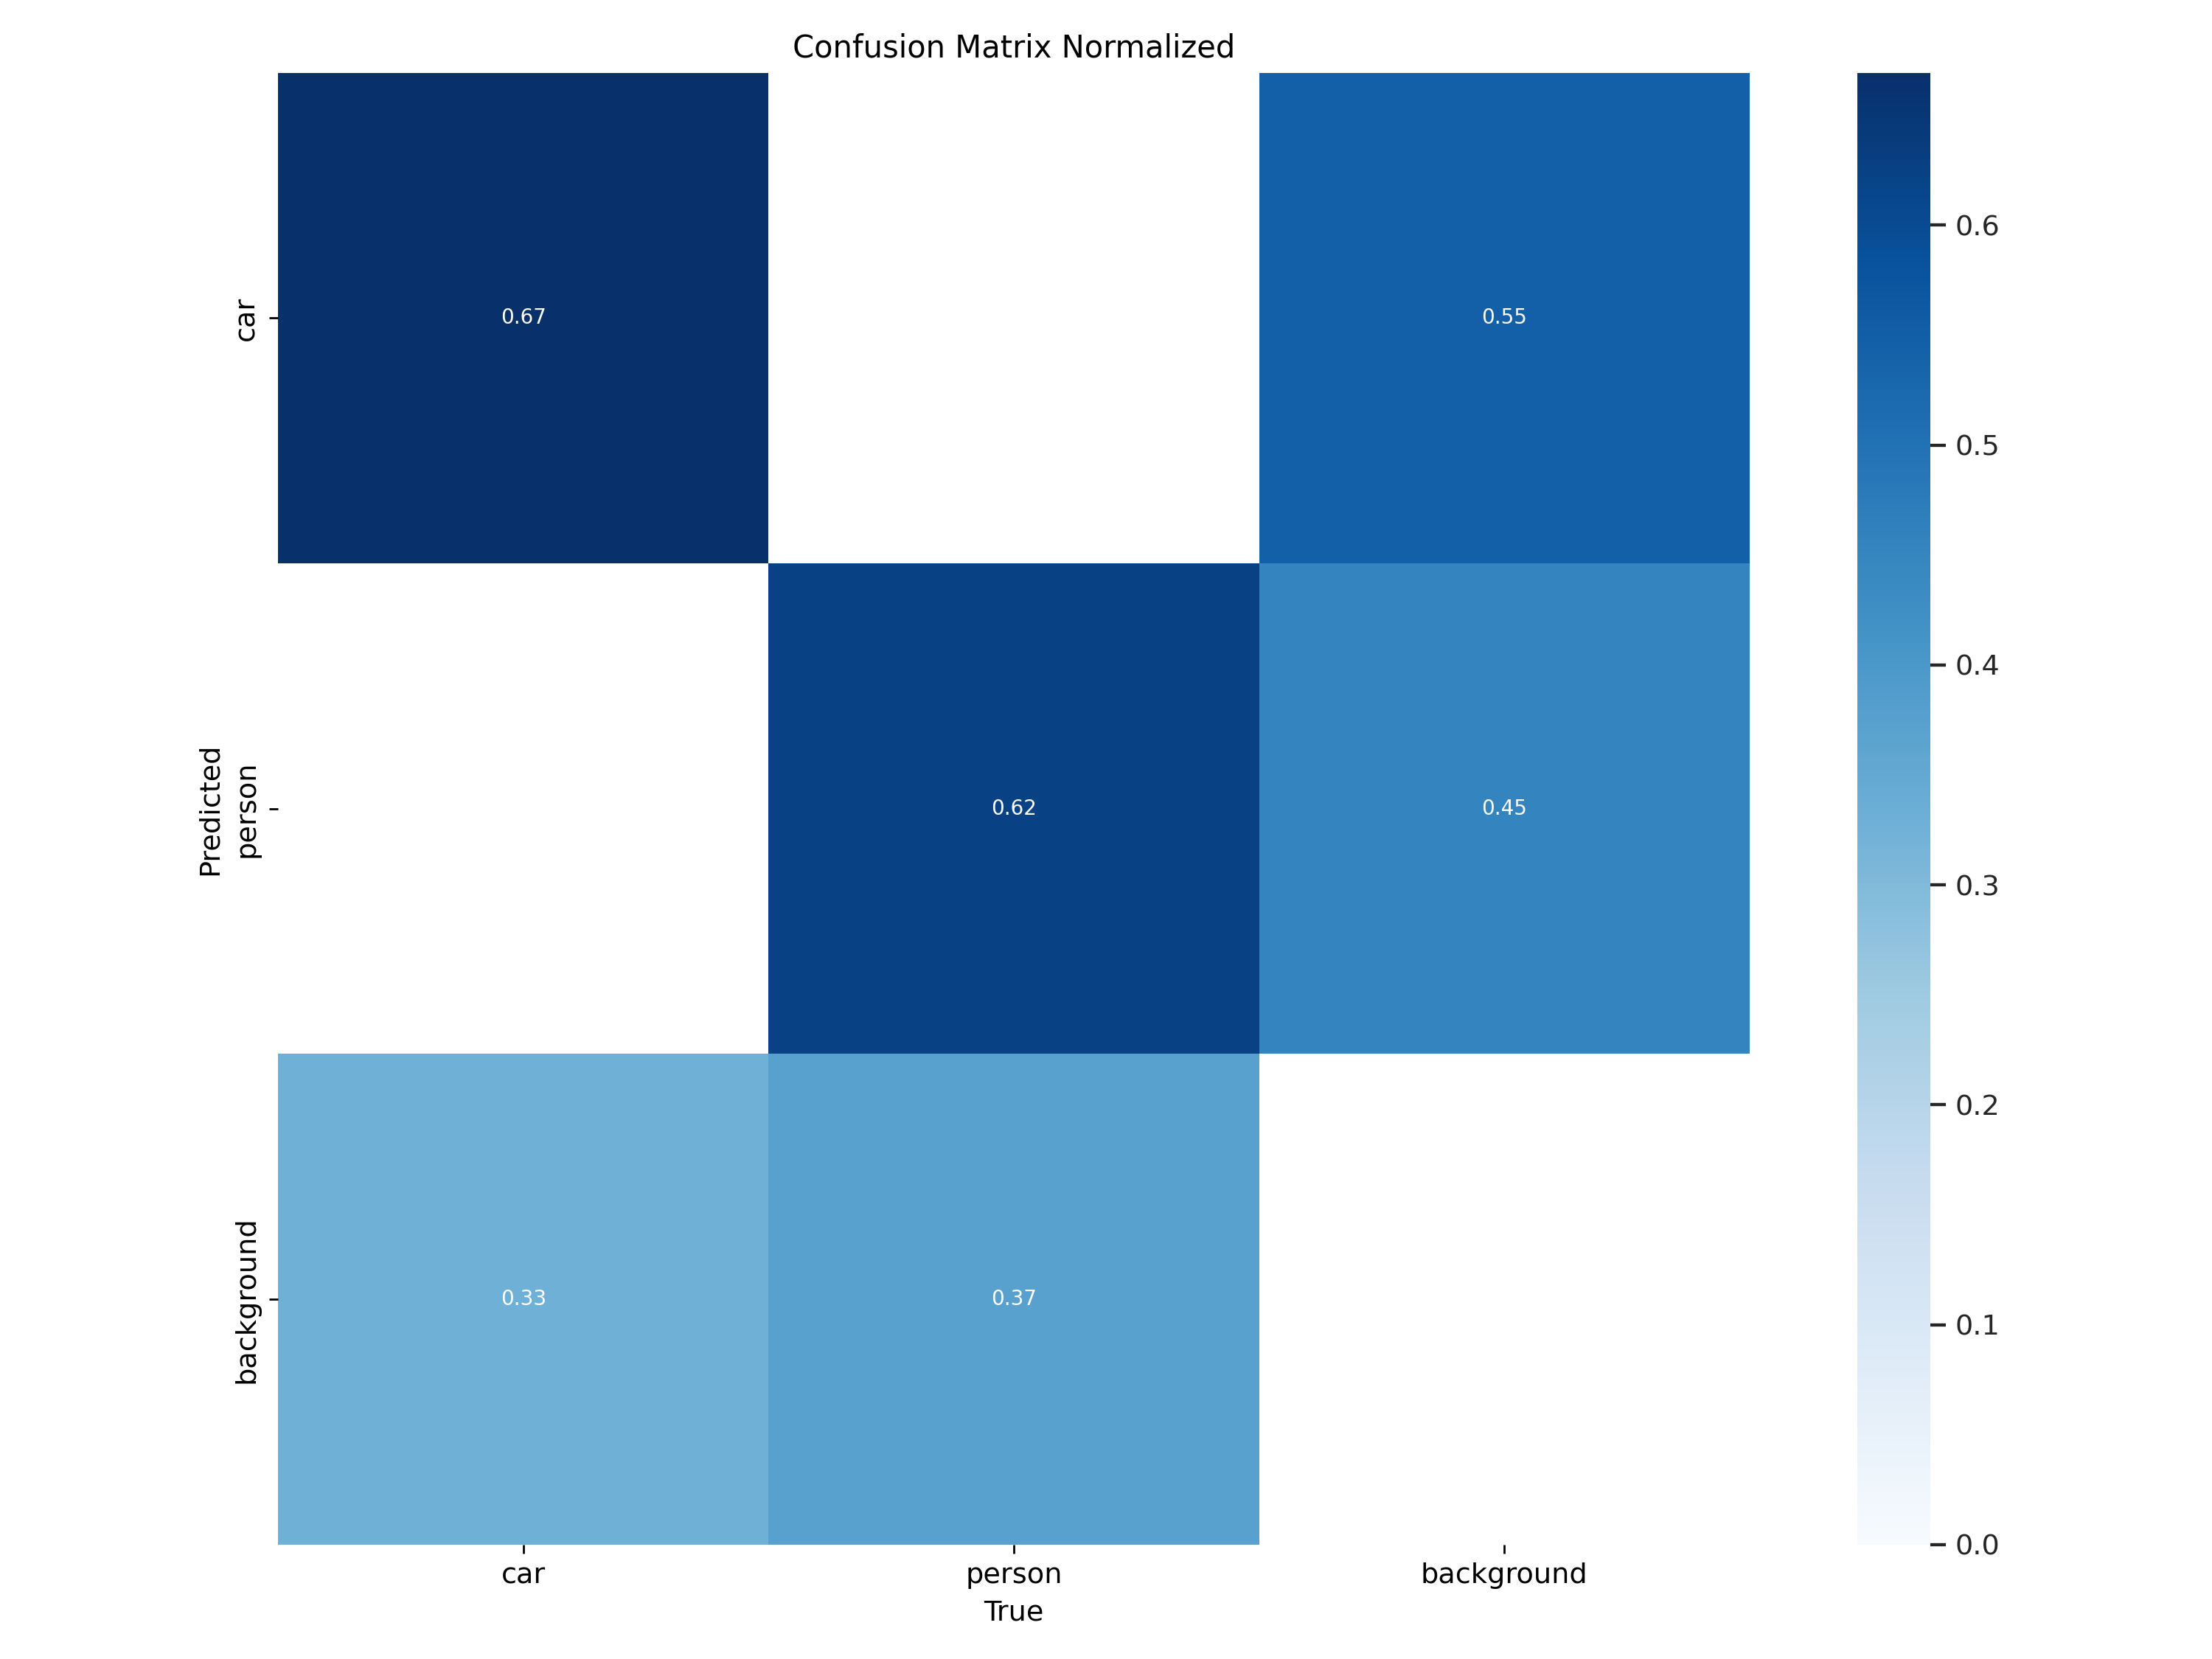 Confusion Matrix Normalized
car
0.67
0.55
0.6
0.5
0.4
Predicted
person
0.62
0.45
0.3
0.2
background
0.33
0.37
0.1
0.0
car
person
background
True